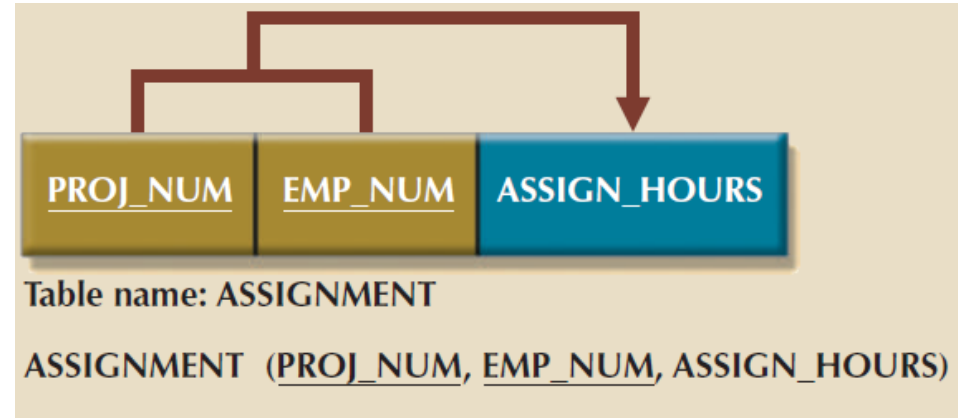 PROJ_NUM EMP_NUM ASSIGN_HOURS
Table name: ASSIGNMENT
ASSIGNMENT (PROJ_NUM, EMP_NUM, ASSIGN_HOURS)